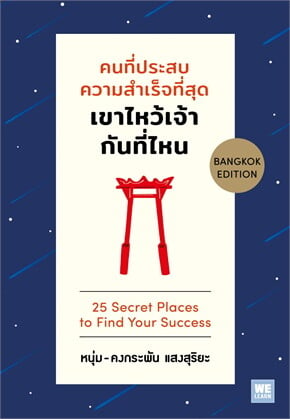 คนที่ประสบ
ความสำเร็จที่สุด
เขาไหว้เจ้า
กันที่ไหน
BANGKOK
EDITION
25 Secret Places
to Find Your Success
หนุ่ม-คงกระพัน แสงสุริยะ
WE
LEARN